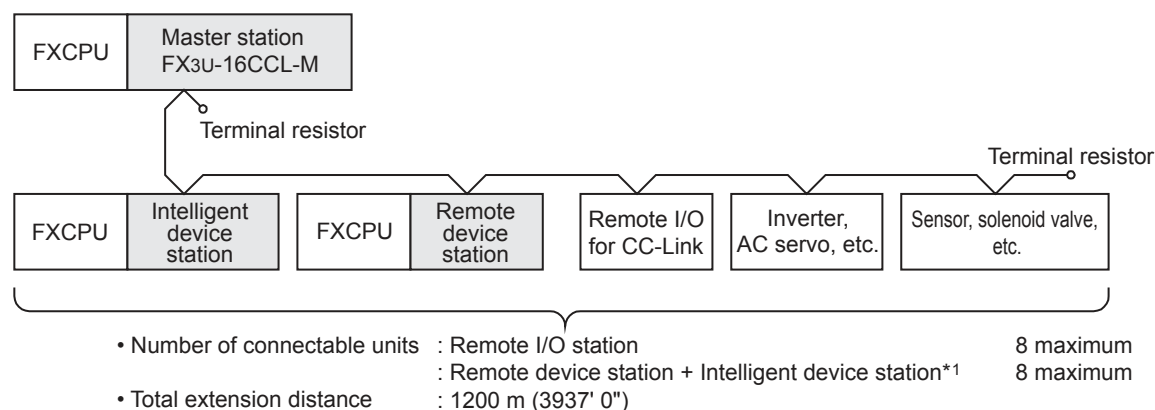 FXCPU
Master station
FX3U-16CCL-M
Terminal resistor
Terminal resistor
FXCPU
Intelligent
device
station
FXCPU
Remote
device
station
Remote I/O
for CC-Link
Inverter,
AC servo, etc.
Sensor, solenoid valve,
etc.
• Number of connectable units : Remote I/O station 8 maximum
: Remote device station + Intelligent device station*1 8 maximum
• Total extension distance : 1200 m (3937' 0")